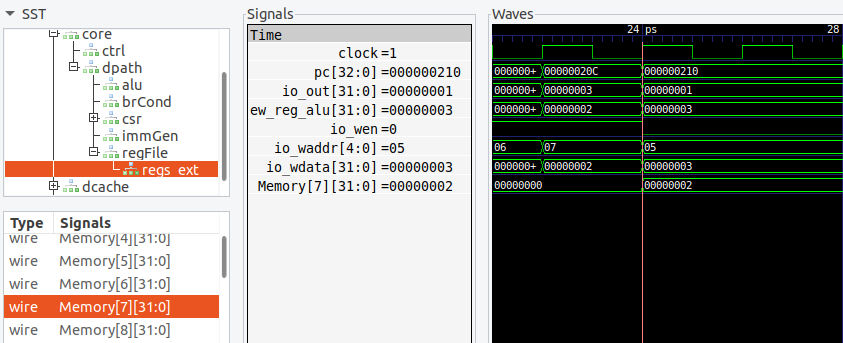 SST
core
ctrl
dpath
alu
brCond
csr
immGen
regFile
regs_ext
dcache
Type Signals
wire Memory[4][31:0]
wire Memory[5][31:0]
wire Memory[6][31:0]
wire Memory[7][31:0]
wire Memory[8][31:0]
Signals
Time
clock =1
pc[32:0] =000000210
io_out[31:0] =00000001
ew_reg_alu[31:0] =00000003
io_wen =0
io_waddr[4:0] =05
io_wdata[31:0] =00000003
Memory[7][31:0] =00000002
Waves
24 ps 28
000000+ 00000020C 000000210
000000+ 00000003 00000001
000000+ 00000002 00000003
06 07 05
000000+ 00000002 00000003
00000000 00000002